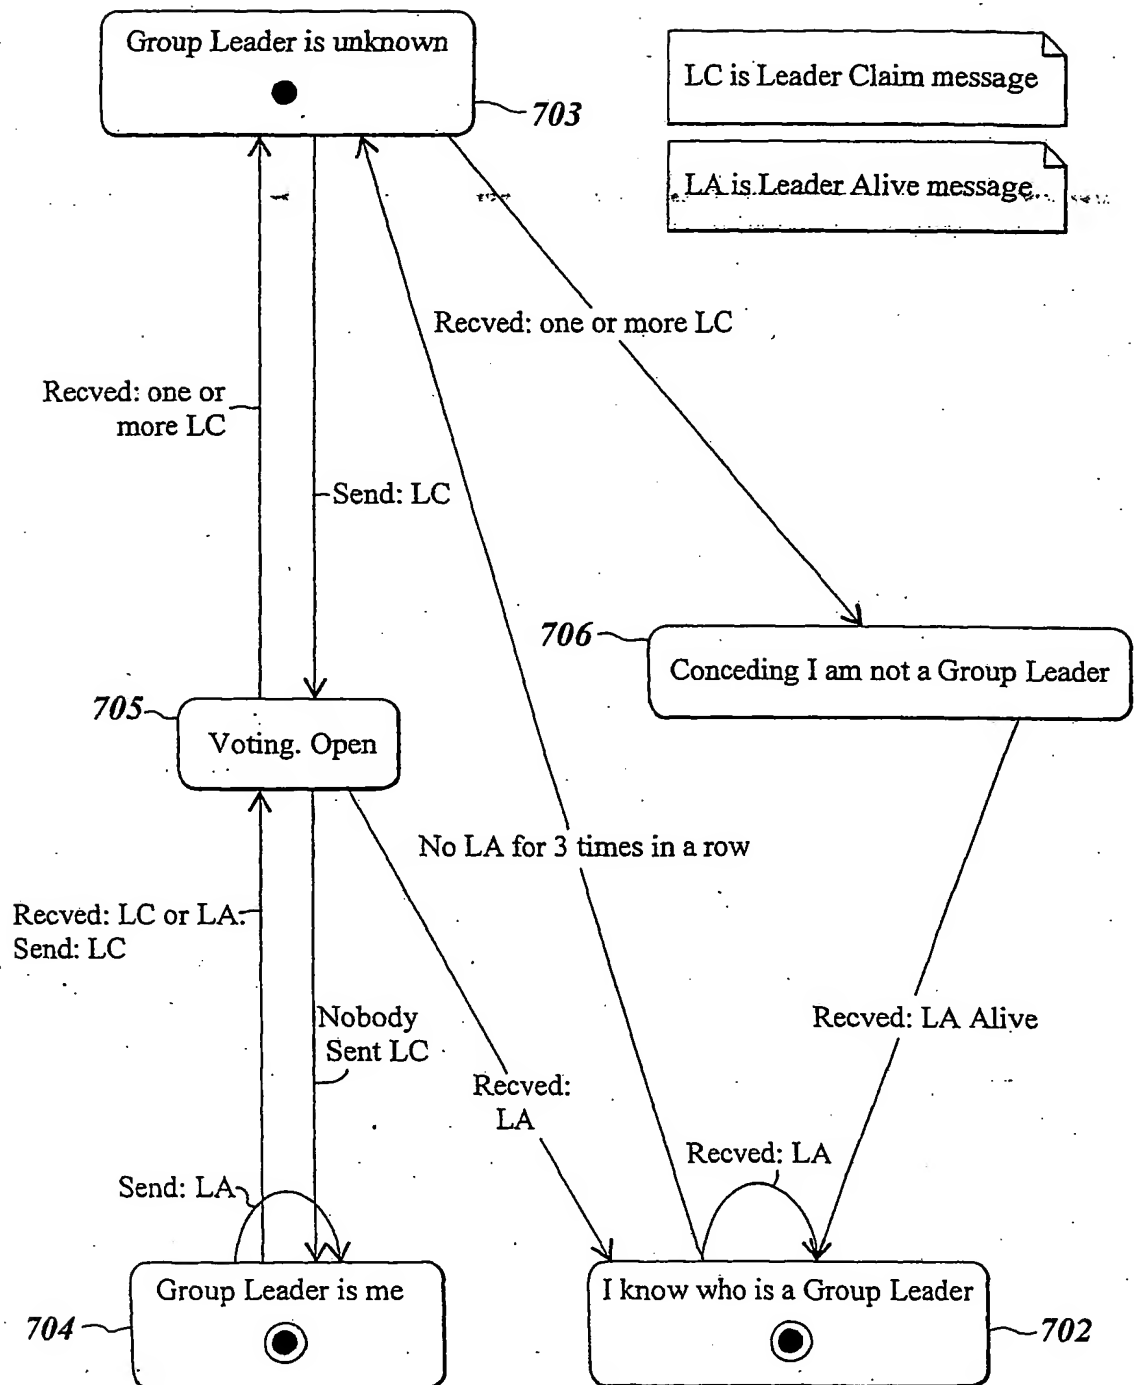 Group Leader is unknown
703
LC is Leader Claim message
LA is Leader Alive message
Recved: one or more LC
Recved: one or
more LC
Send: LC
706
Conceding I am not a Group Leader
705
Voting. Open
No LA for 3 times in a row
Recved: LC or LA.
Send: LC
Nobody
Sent LC
Recved: LA Alive
Recved:
LA
Recved: LA
Send: LA
Group Leader is me
704
I know who is a Group Leader
702